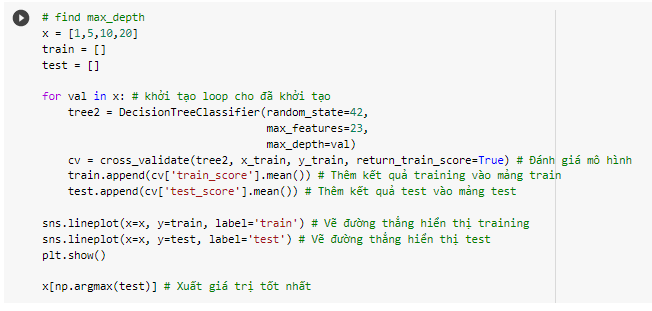 # find max_depth
x = [1,5,10,20]
train = []
test = []
for val in x: # khởi tạo loop cho đã khởi tạo
    tree2 = DecisionTreeClassifier(random_state=42,
                                   max_features=23,
                                   max_depth=val)
    cv = cross_validate(tree2, x_train, y_train, return_train_score=True) # Đánh giá mô hình
    train.append(cv['train_score'].mean()) # Thêm kết quả training vào mảng train
    test.append(cv['test_score'].mean()) # Thêm kết quả test vào mảng test
sns.lineplot(x=x, y=train, label='train') # Vẽ đường thẳng hiển thị training
sns.lineplot(x=x, y=test, label='test') # Vẽ đường thẳng hiển thị test
plt.show()
x[np.argmax(test)] # Xuất giá trị tốt nhất